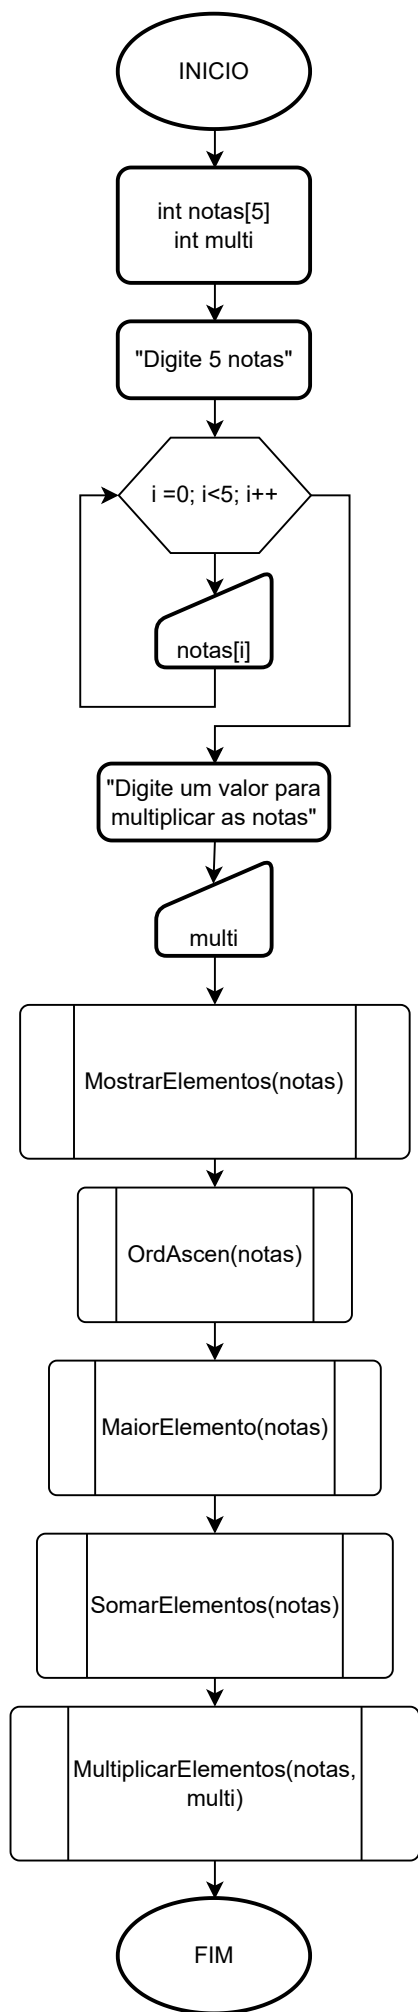 INICIO
int notas[5]
int multi
"Digite 5 notas"
i =0; i<5; i++
notas[i]
"Digite um valor para
multiplicar as notas"
multi
MostrarElementos(notas)
OrdAscen(notas)
MaiorElemento(notas)
SomarElementos(notas)
MultiplicarElementos(notas,
multi)
FIM